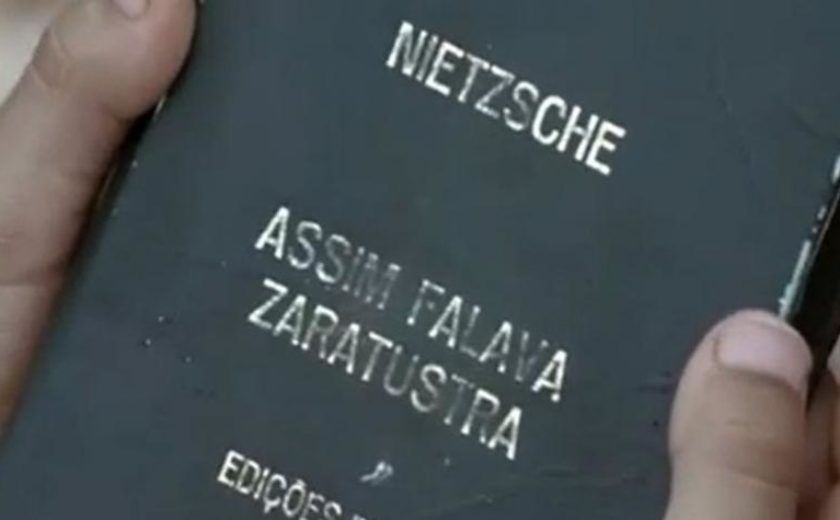 NIETZSCHE
ASSIM FALAVA
ZARATUSTRA
EDIÇÕES